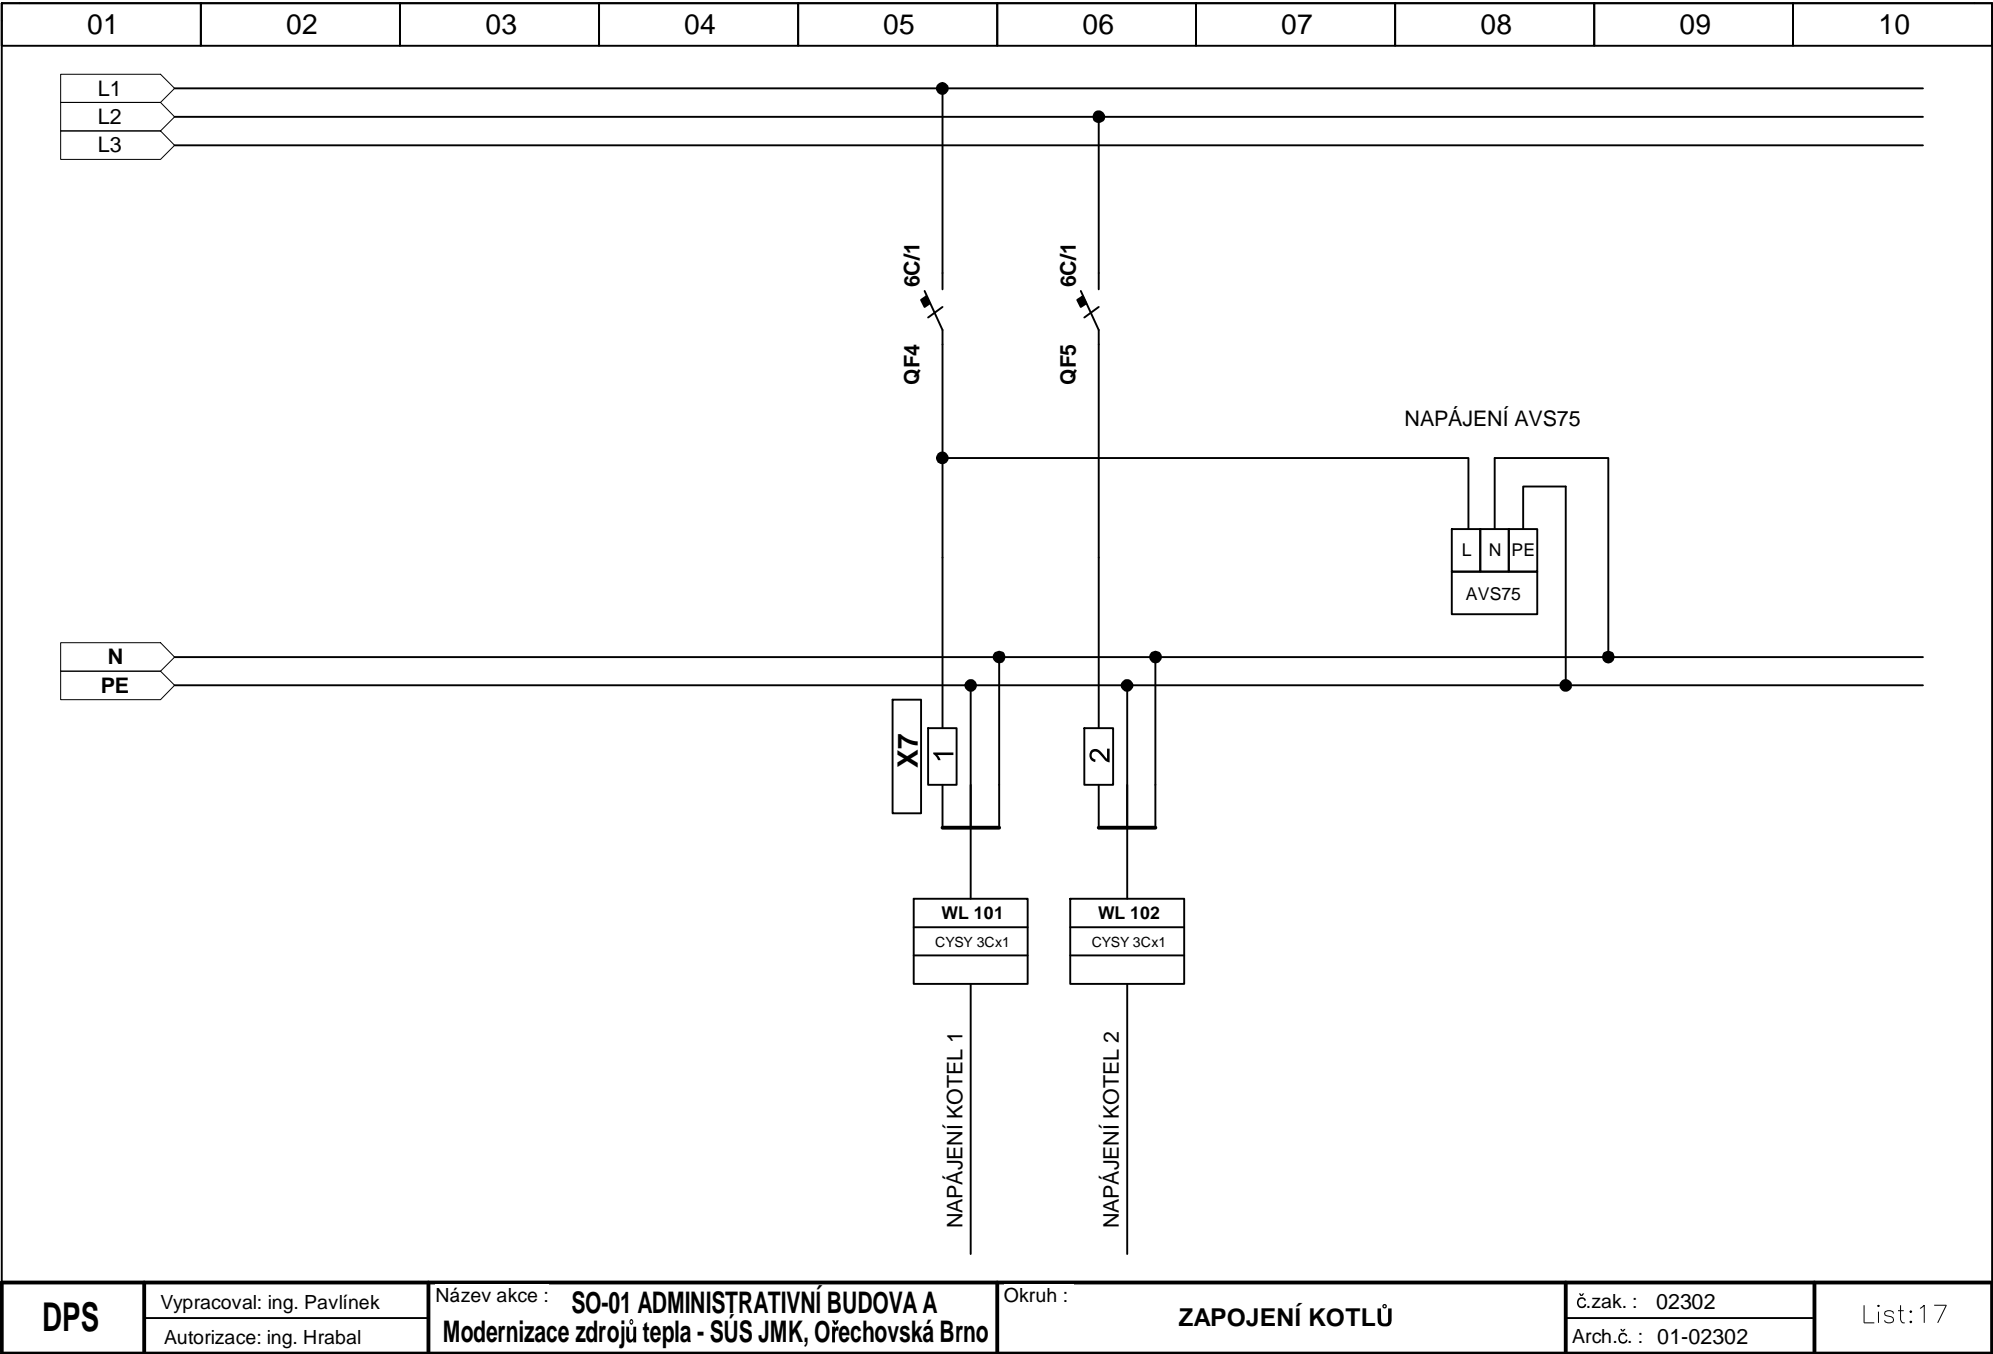 01 02 03 04 05 06 07 08 09 10
L1
L2
L3
6C/1
QF4
6C/1
QF5
NAPÁJENÍ AVS75
L N PE
AVS75
N
PE
X7
1
2
WL 101
CYSY 3Cx1
WL 102
CYSY 3Cx1
NAPÁJENÍ KOTEL 1
NAPÁJENÍ KOTEL 2
DPS
Vypracoval: ing. Pavlínek
Autorizace: ing. Hrabal
Název akce : SO-01 ADMINISTRATIVNÍ BUDOVA A
Modernizace zdrojů tepla - SÚS JMK, Ořechovská Brno
Okruh :
ZAPOJENÍ KOTLŮ
č.zak. : 02302
Arch.č. : 01-02302
List:17